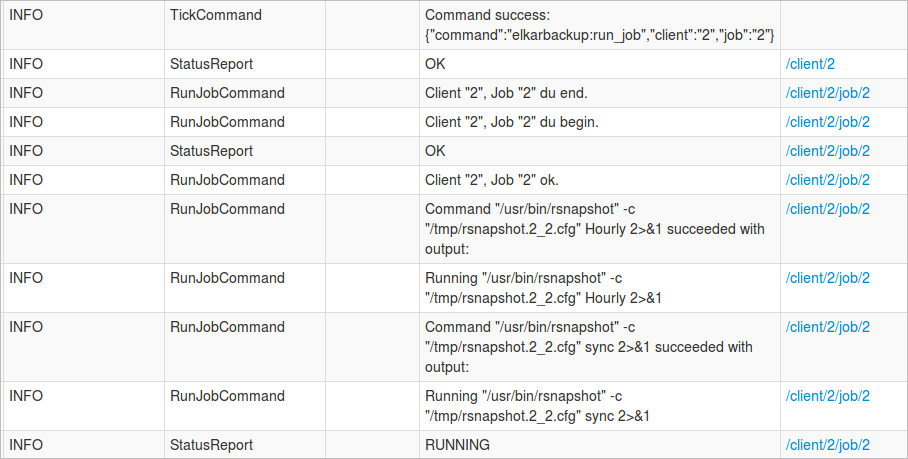 INFO TickCommand Command success:
{"command":"elkarbackup:run_job","client":"2","job":"2"}
INFO StatusReport OK /client/2
INFO RunJobCommand Client "2", Job "2" du end. /client/2/job/2
INFO RunJobCommand Client "2", Job "2" du begin. /client/2/job/2
INFO StatusReport OK /client/2/job/2
INFO RunJobCommand Client "2", Job "2" ok. /client/2/job/2
INFO RunJobCommand Command "/usr/bin/rsnapshot" -c /client/2/job/2
"/tmp/rsnapshot.2_2.cfg" Hourly 2>&1 succeeded with
output:
INFO RunJobCommand Running "/usr/bin/rsnapshot" -c /client/2/job/2
"/tmp/rsnapshot.2_2.cfg" Hourly 2>&1
INFO RunJobCommand Command "/usr/bin/rsnapshot" -c /client/2/job/2
"/tmp/rsnapshot.2_2.cfg" sync 2>&1 succeeded with
output:
INFO RunJobCommand Running "/usr/bin/rsnapshot" -c /client/2/job/2
"/tmp/rsnapshot.2_2.cfg" sync 2>&1
INFO StatusReport RUNNING /client/2/job/2